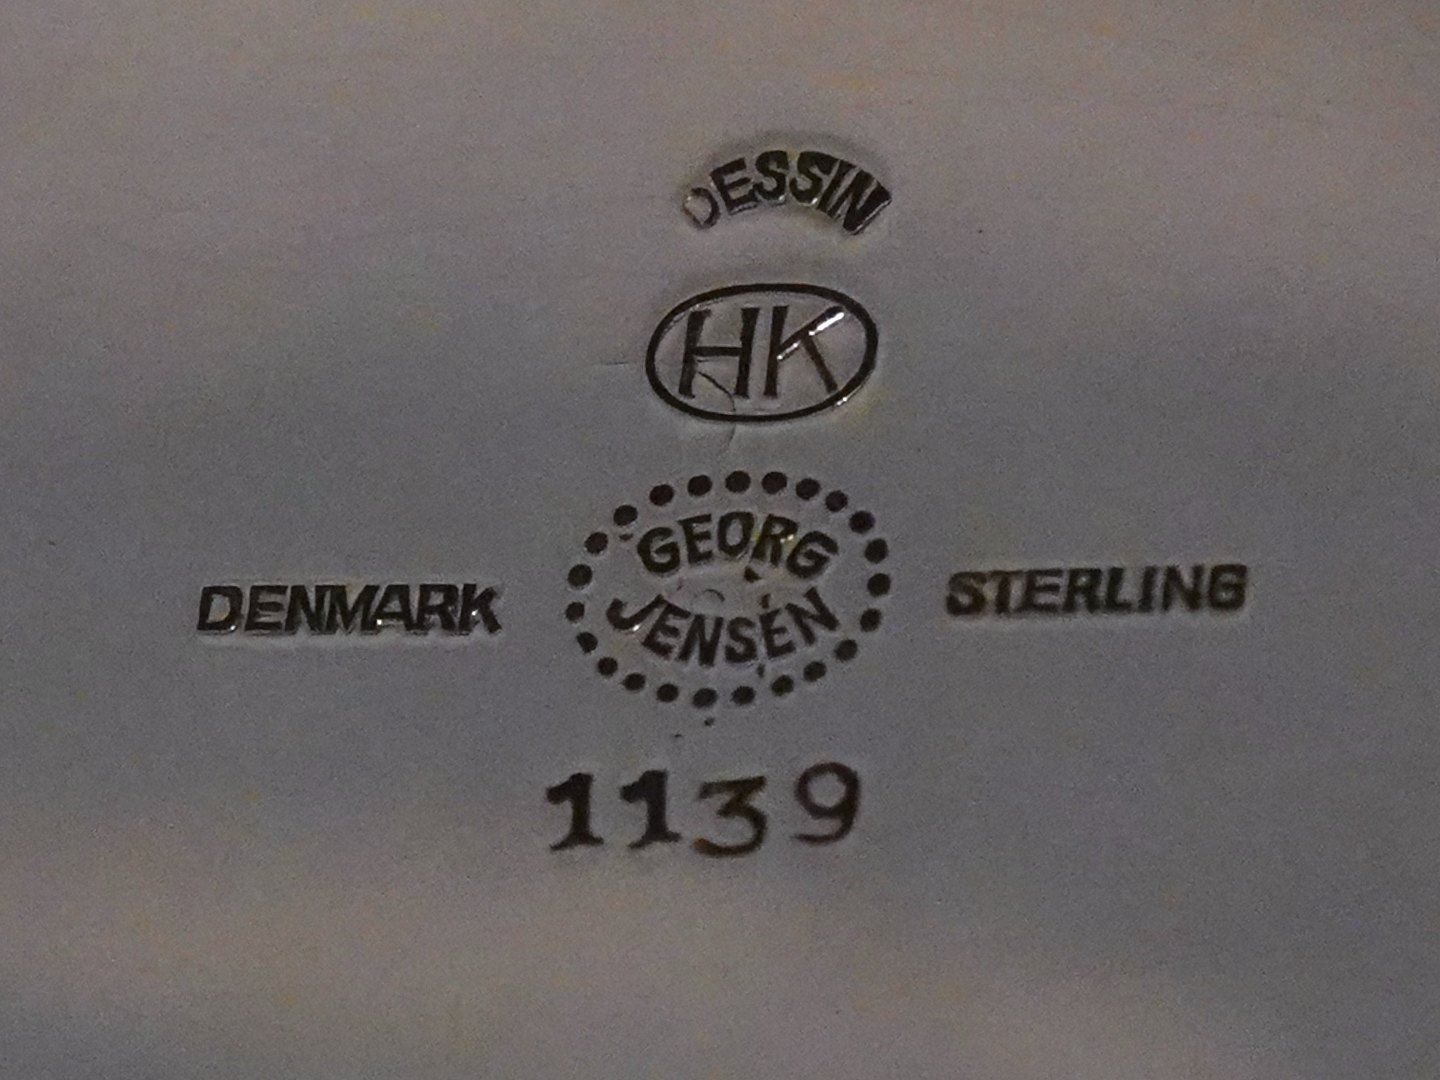 DESSIN
HK
GEORG
DENMARK JENSEN STERLING
1139